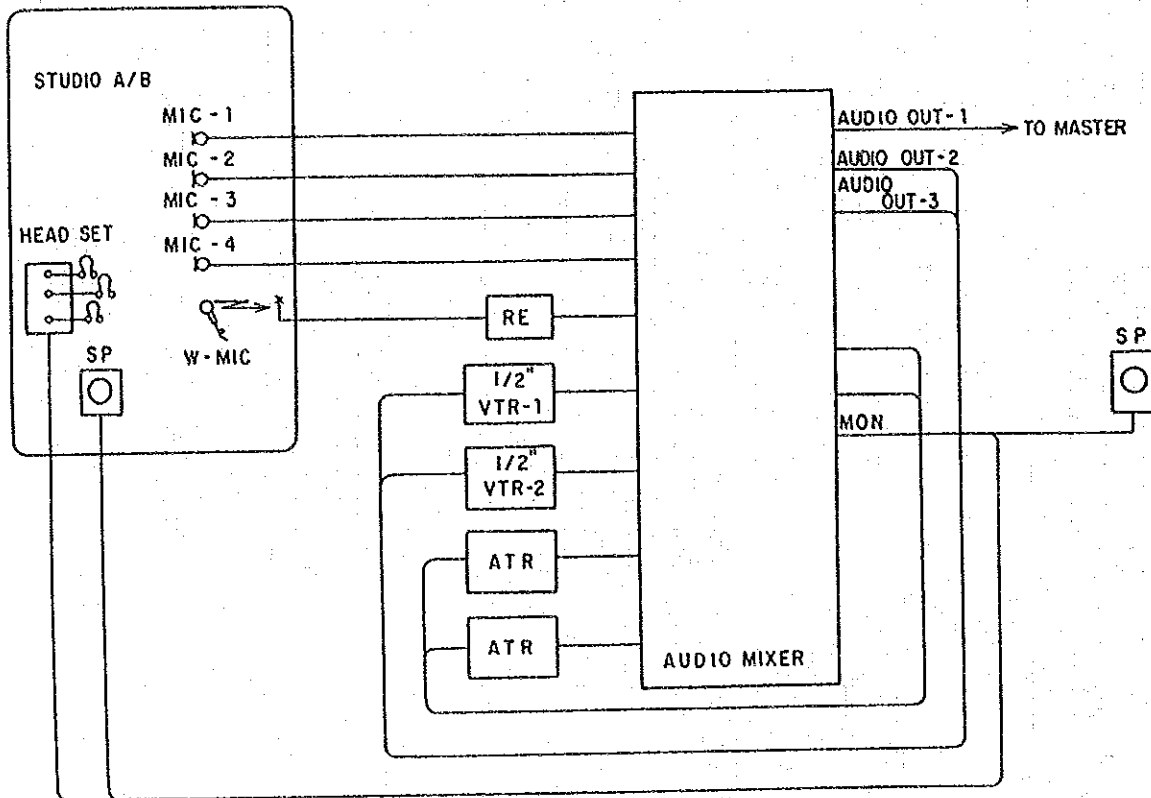 STUDIO A/B
MIC - 1
MIC - 2
MIC - 3
MIC - 4
HEAD SET
W-MIC
SP
RE
1/2"
VTR-1
1/2"
VTR-2
ATR
ATR
AUDIO MIXER
AUDIO OUT-1
TO MASTER
AUDIO OUT-2
AUDIO
OUT-3
MON
SP